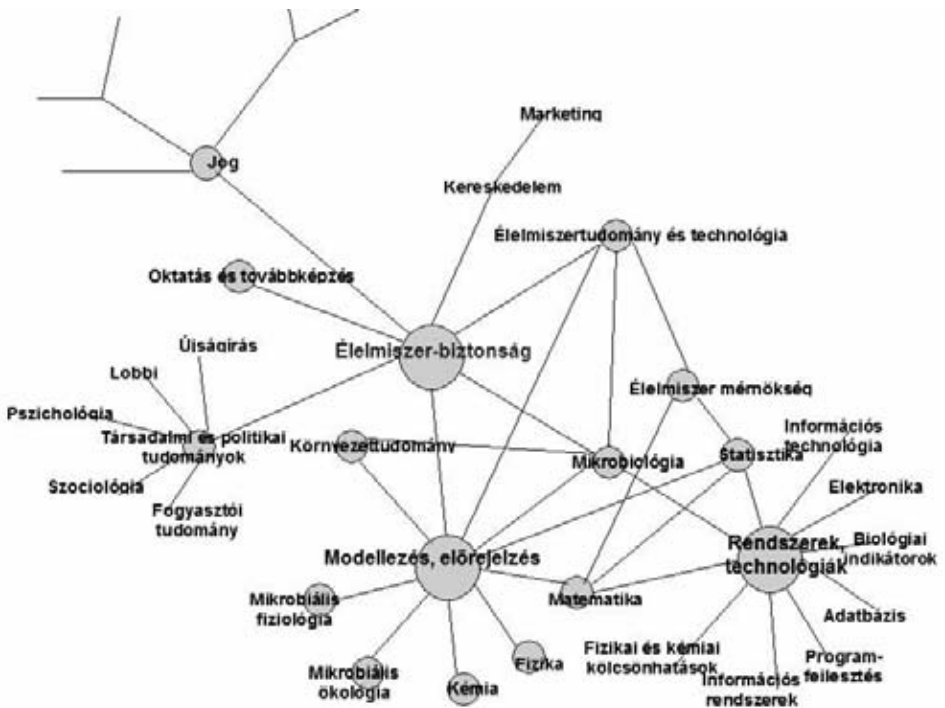 Marketing
Jog
Kereskedelem
Élelmiszertudomány és technológia
Oktatás és továbbképzés
Újságírás
Élelmiszer-biztonság
Lobbi
Élelmiszer mérnökség
Pszichológia
Információs
technológia
Társadalmi és politikai
tudományok
Környezettudomány
Mikrobiológia
Statisztika
Szociológia
Elektronika
Fogyasztói
tudomány
Rendszerek,
technológiák
Biológiai
indikátorok
Modellezés, előrejelzés
Mikrobiális
fiziológia
Matematika
Adatbázis
Fizikai és kémiai
kölcsönhatások
Program-
fejlesztés
Fizika
Mikrobiális
ökológia
Kémia
Információs
rendszerek